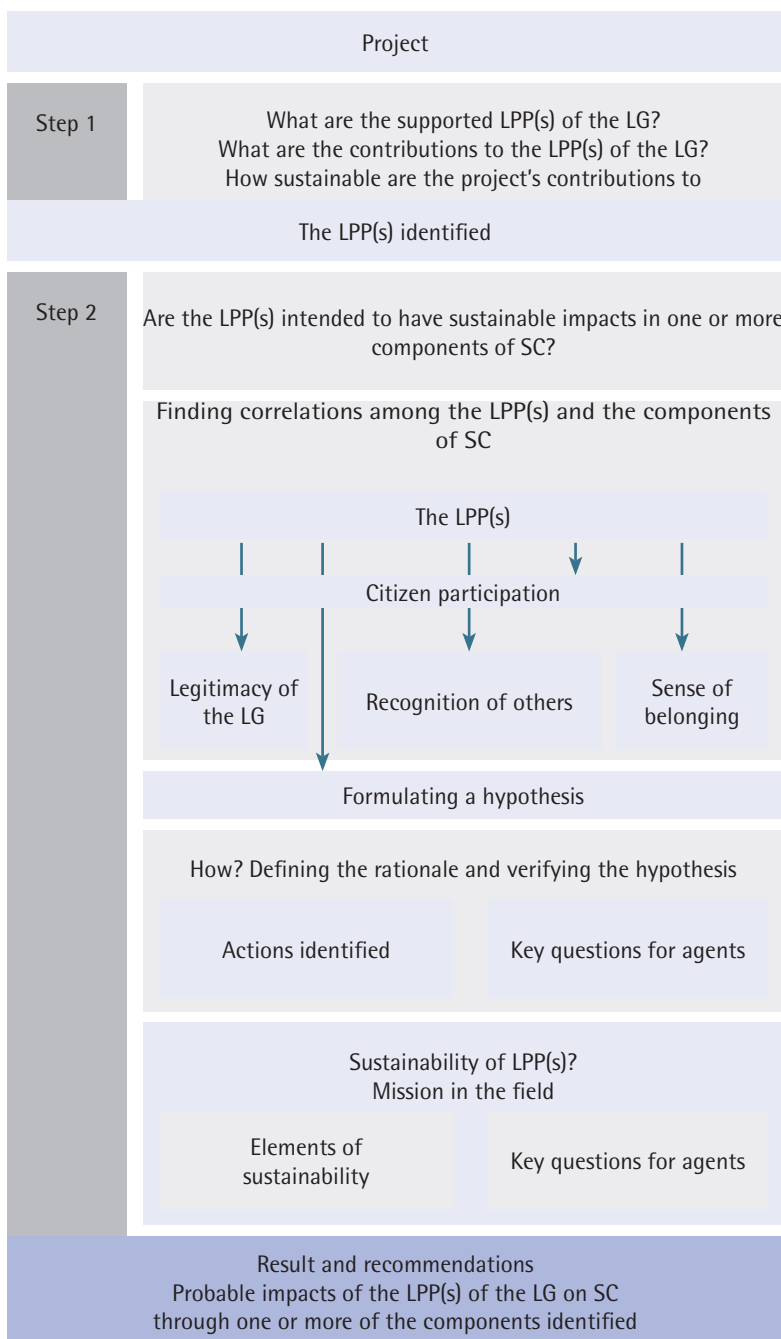 Project
Step 1
What are the supported LPP(s) of the LG?
What are the contributions to the LPP(s) of the LG?
How sustainable are the project's contributions to
The LPP(s) identified
Step 2
Are the LPP(s) intended to have sustainable impacts in one or more
components of SC?
Finding correlations among the LPP(s) and the components
of SC
The LPP(s)
Citizen participation
Legitimacy of
the LG
Recognition of others
Sense of
belonging
Formulating a hypothesis
How? Defining the rationale and verifying the hypothesis
Actions identified
Key questions for agents
Sustainability of LPP(s)?
Mission in the field
Elements of
sustainability
Key questions for agents
Result and recommendations
Probable impacts of the LPP(s) of the LG on SC
through one or more of the components identified